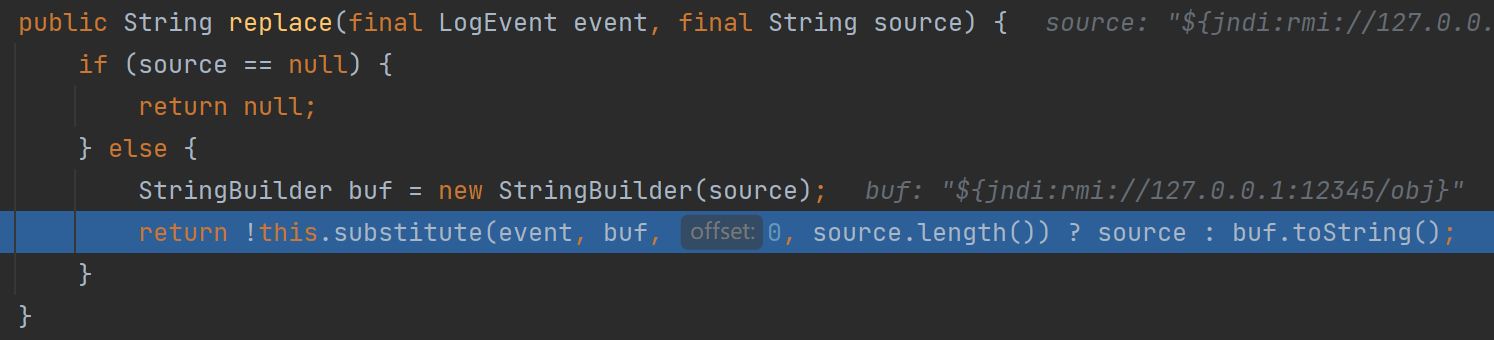 public String replace(final LogEvent event, final String source) {   source: "${jndi:rmi://127.0.0.
    if (source == null) {
        return null;
    } else {
        StringBuilder buf = new StringBuilder(source);   buf: "${jndi:rmi://127.0.0.1:12345/obj}"
        return !this.substitute(event, buf, offset: 0, source.length()) ? source : buf.toString();
    }
}